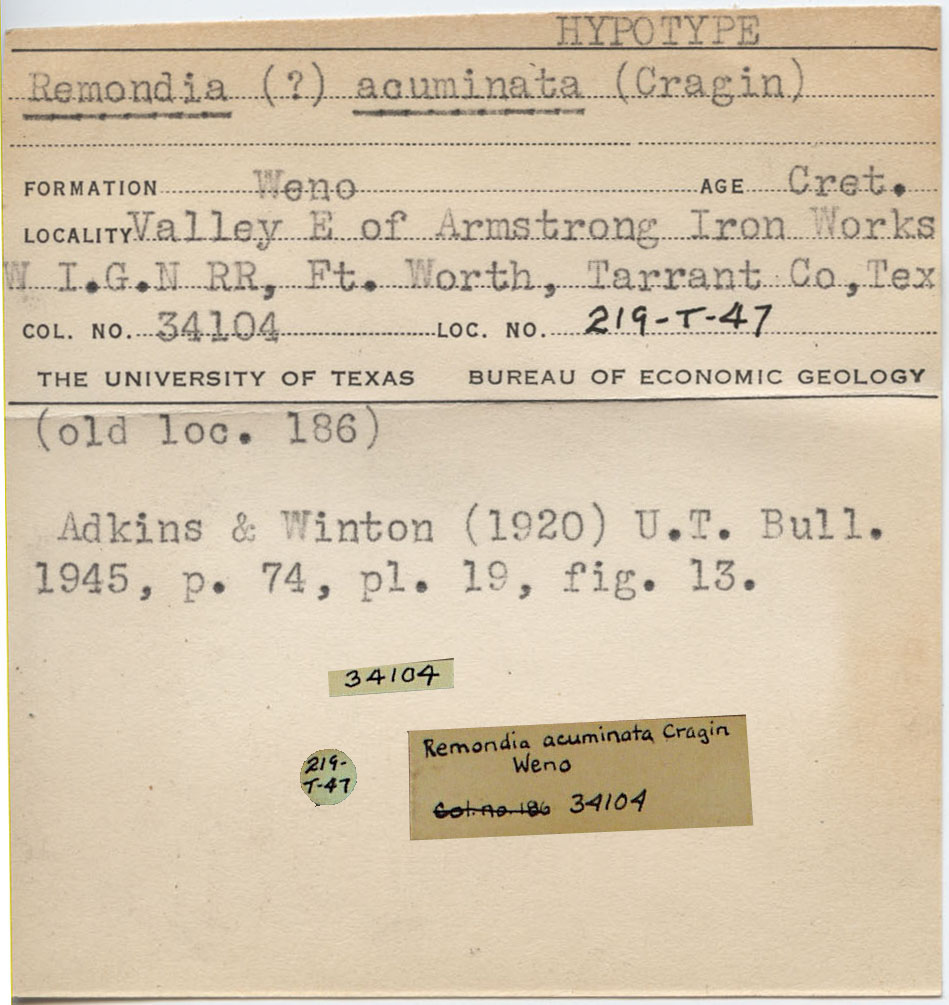 HYPOTYPE
Remondia (?) acuminata (Cragin)
FORMATION Weno AGE Cret.
LOCALITY Valley E of Armstrong Iron Works
W I.G.N RR, Ft. Worth, Tarrant Co, Tex
COL. NO. 34104 LOC. NO. 219-T-47
THE UNIVERSITY OF TEXAS BUREAU OF ECONOMIC GEOLOGY
(old loc. 186)
Adkins & Winton (1920) U.T. Bull.
1945, p. 74, pl. 19, fig. 13.
34104
219-
T-47
Remondia acuminata Cragin
Weno
Col. no. 186 34104